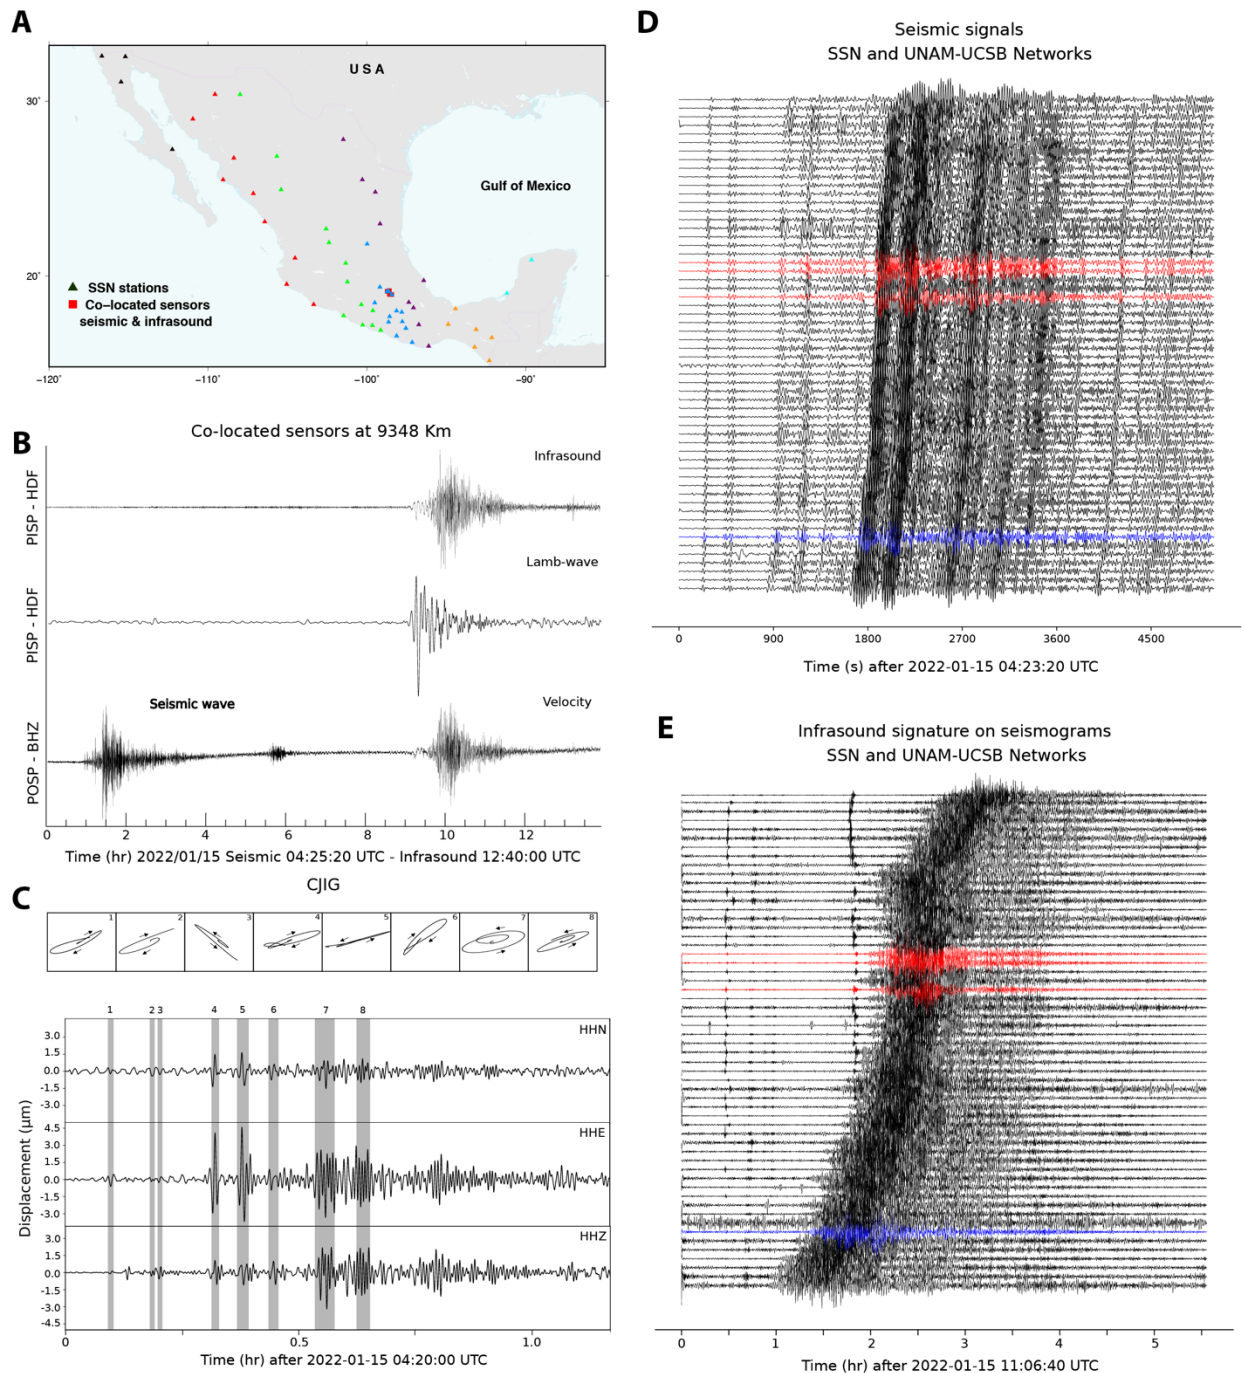 A
U S A
30°
Gulf of Mexico
20°
SSN stations
Co-located sensors
seismic & infrasound
−120°
−110°
−100°
−90°
B
Co-located sensors at 9348 Km
PISP - HDF
Infrasound
PISP - HDF
Lamb-wave
POSP - BHZ
Seismic wave
Velocity
0 2 4 6 8 10 12
Time (hr) 2022/01/15 Seismic 04:25:20 UTC - Infrasound 12:40:00 UTC
C
CJIG
1 2 3 4 5 6 7 8
1 2 3 4 5 6 7 8
HHN
3.0
1.5
0.0
-1.5
-3.0
Displacement (μm)
HHE
4.5
3.0
1.5
0.0
-1.5
-3.0
HHZ
3.0
1.5
0.0
-1.5
-3.0
-4.5
0 0.5 1.0
Time (hr) after 2022-01-15 04:20:00 UTC
D
Seismic signals
SSN and UNAM-UCSB Networks
0 900 1800 2700 3600 4500
Time (s) after 2022-01-15 04:23:20 UTC
E
Infrasound signature on seismograms
SSN and UNAM-UCSB Networks
0 1 2 3 4 5
Time (hr) after 2022-01-15 11:06:40 UTC